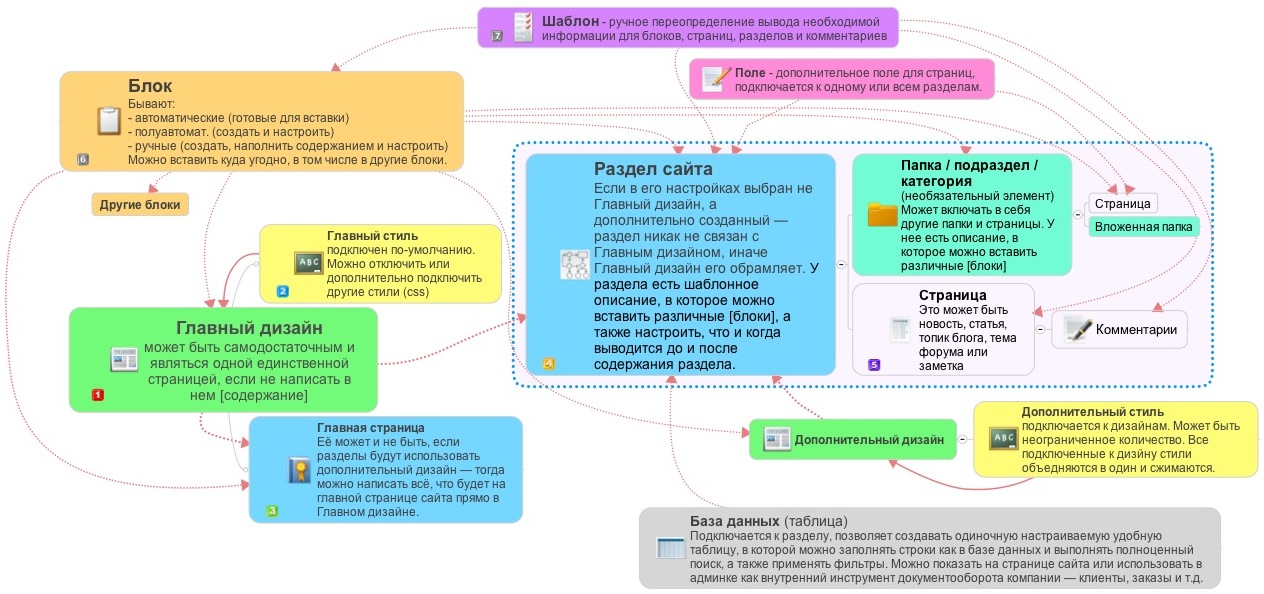 Шаблон - ручное переопределение вывода необходимой
информации для блоков, страниц, разделов и комментариев
7
Поле - дополнительное поле для страниц,
подключается к одному или всем разделам.
Блок
Бывают:
- автоматические (готовые для вставки)
- полуавтомат. (создать и настроить)
- ручные (создать, наполнить содержанием и настроить)
Можно вставить куда угодно, в том числе в другие блоки.
6
Другие блоки
Главный стиль
подключен по-умолчанию.
Можно отключить или
дополнительно подключить
другие стили (css)
ABC
2
Главный дизайн
может быть самодостаточным и
являться одной единственной
страницей, если не написать в
нем [содержание]
1
Главная страница
Её может и не быть, если
разделы будут использовать
дополнительный дизайн — тогда
можно написать всё, что будет на
главной странице сайта прямо в
Главном дизайне.
3
Раздел сайта
Если в его настройках выбран не
Главный дизайн, а
дополнительно созданный —
раздел никак не связан с
Главным дизайном, иначе
Главный дизайн его обрамляет. У
раздела есть шаблонное
описание, в которое можно
вставить различные [блоки], а
также настроить, что и когда
выводится до и после
содержания раздела.
4
Папка / подраздел /
категория
(необязательный элемент)
Может включать в себя
другие папки и страницы. У
нее есть описание, в
которое можно вставить
различные [блоки]
Страница
Вложенная папка
Страница
Это может быть
новость, статья,
топик блога, тема
форума или
заметка
5
Комментарии
Дополнительный дизайн
Дополнительный стиль
подключается к дизайнам. Может быть
неограниченное количество. Все
подключенные к дизйну стили
объедняются в один и сжимаются.
ABC
База данных (таблица)
Подключается к разделу, позволяет создавать одиночную настраиваемую удобную
таблицу, в которой можно заполнять строки как в базе данных и выполнять полноценный
поиск, а также применять фильтры. Можно показать на странице сайта или использовать в
админке как внутренний инструмент документооборота компании — клиенты, заказы и т.д.